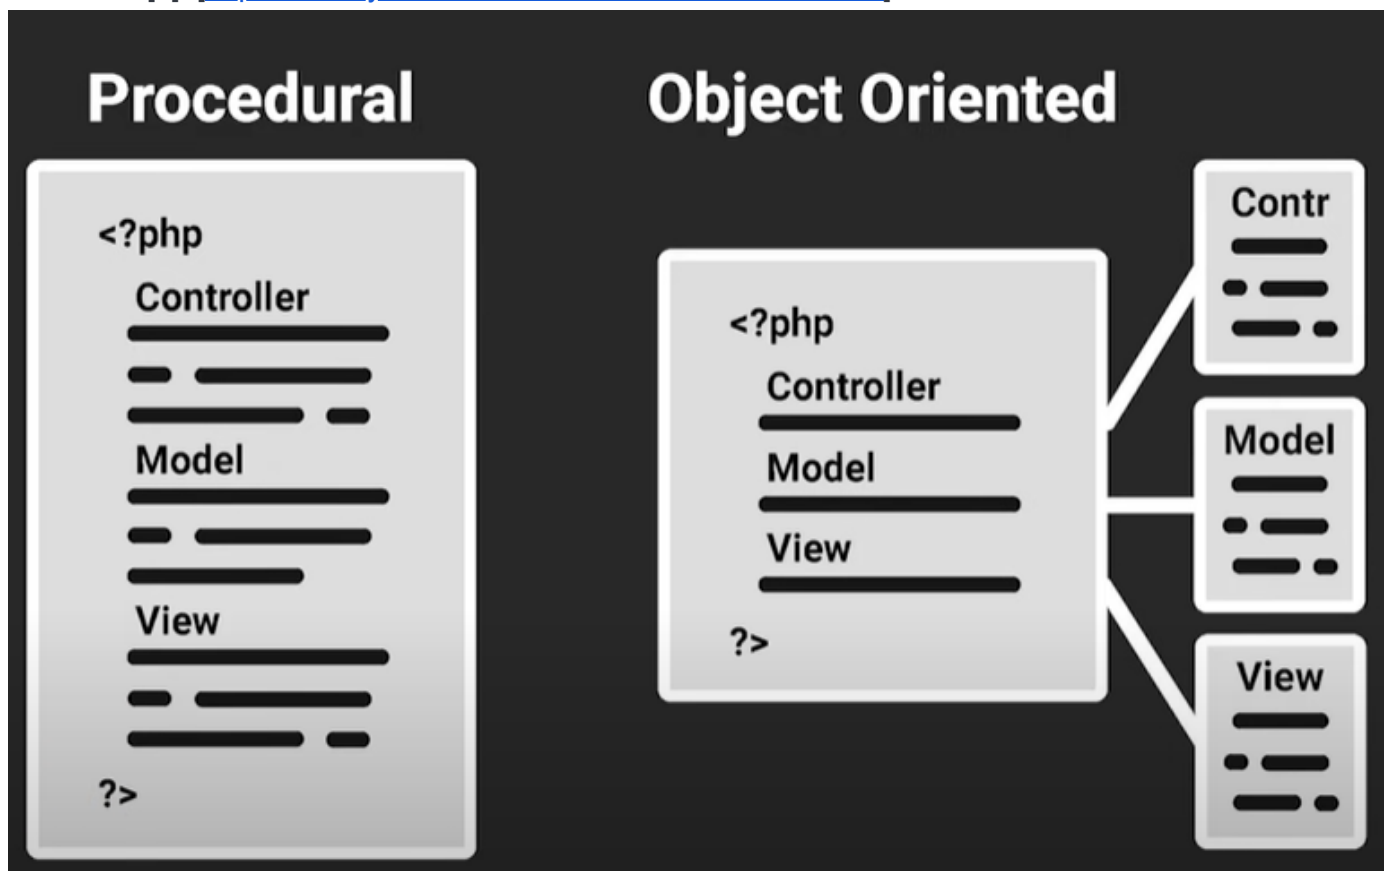 Procedural
<?php
Controller
Model
View
?>
Object Oriented
<?php
Controller
Model
View
?>
Contr
Model
View